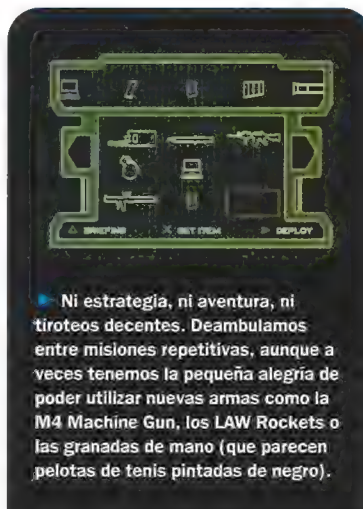 BRIEFING SET ITEM DEPLOY
Ni estrategia, ni aventura, ni
tiroteos decentes. Deambulamos
entre misiones repetitivas, aunque a
veces tenemos la pequeña alegría de
poder utilizar nuevas armas como la
M4 Machine Gun, los LAW Rockets o
las granadas de mano (que parecen
pelotas de tenis pintadas de negro).